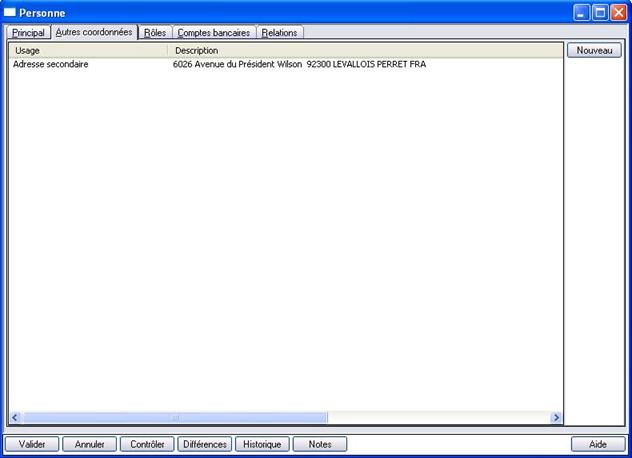 Personne
Principal Autres coordonnées Rôles Comptes bancaires Relations
Usage Description Nouveau
Adresse secondaire 6026 Avenue du Président Wilson 92300 LEVALLOIS PERRET FRA
Valider Annuler Contrôler Différences Historique Notes Aide